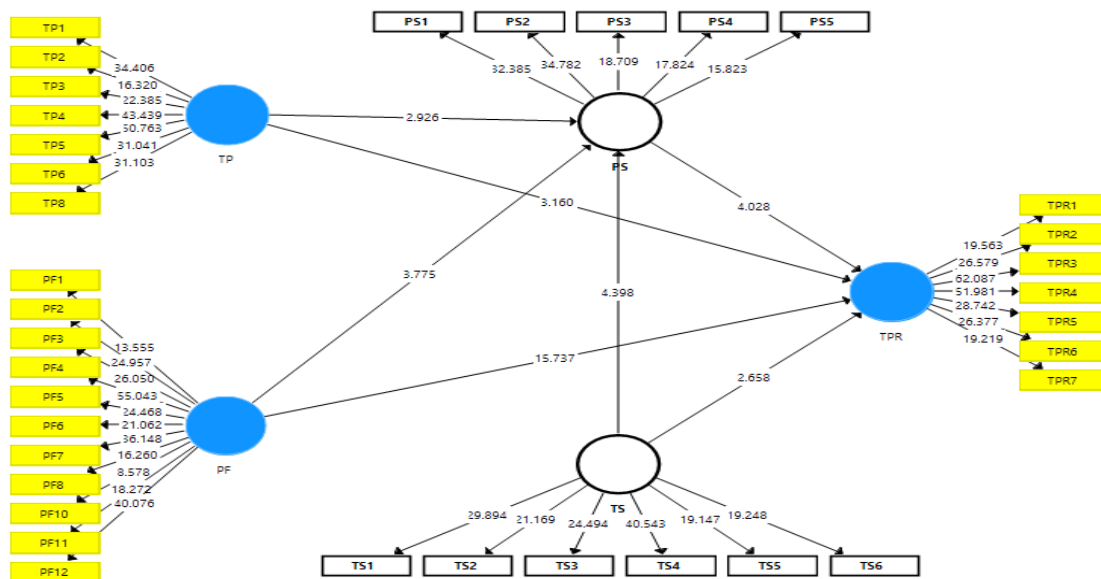 PS1 PS2 PS3 PS4 PS5
TP1
TP2
TP3
TP4
TP5
TP6
TP8
34.406
16.320
22.385
43.439
50.763
31.041
31.103
TP
32.385
34.782
18.709
17.824
15.823
PS
2.926
3.160
4.028
3.775
4.398
15.737
2.658
TPR1
TPR2
TPR3
TPR4
TPR5
TPR6
TPR7
19.563
26.579
62.087
51.981
28.742
26.377
19.219
TPR
PF1
PF2
PF3
PF4
PF5
PF6
PF7
PF8
PF10
PF11
PF12
13.555
24.957
26.050
55.043
24.468
21.062
36.148
16.260
8.578
18.272
40.076
PF
TS
29.894
21.169
24.494
40.543
19.147
19.248
TS1 TS2 TS3 TS4 TS5 TS6